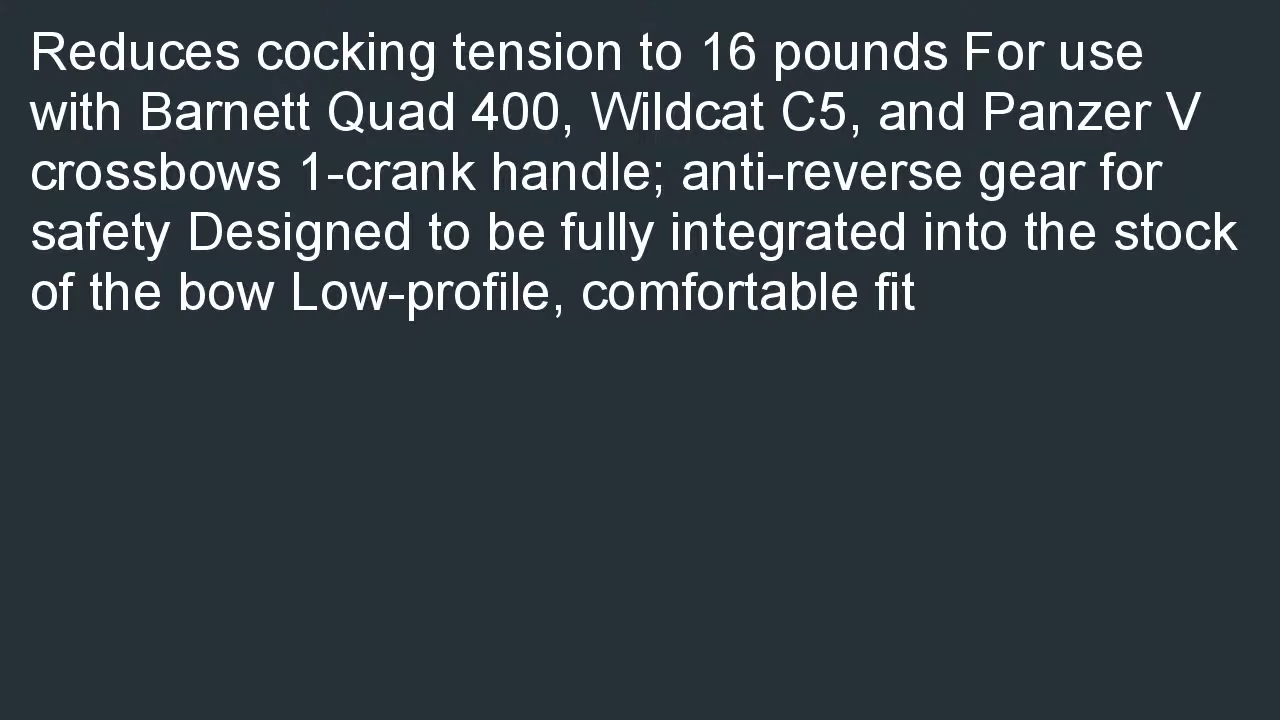 Reduces cocking tension to 16 pounds For use
with Barnett Quad 400, Wildcat C5, and Panzer V
crossbows 1-crank handle; anti-reverse gear for
safety Designed to be fully integrated into the stock
of the bow Low-profile, comfortable fit